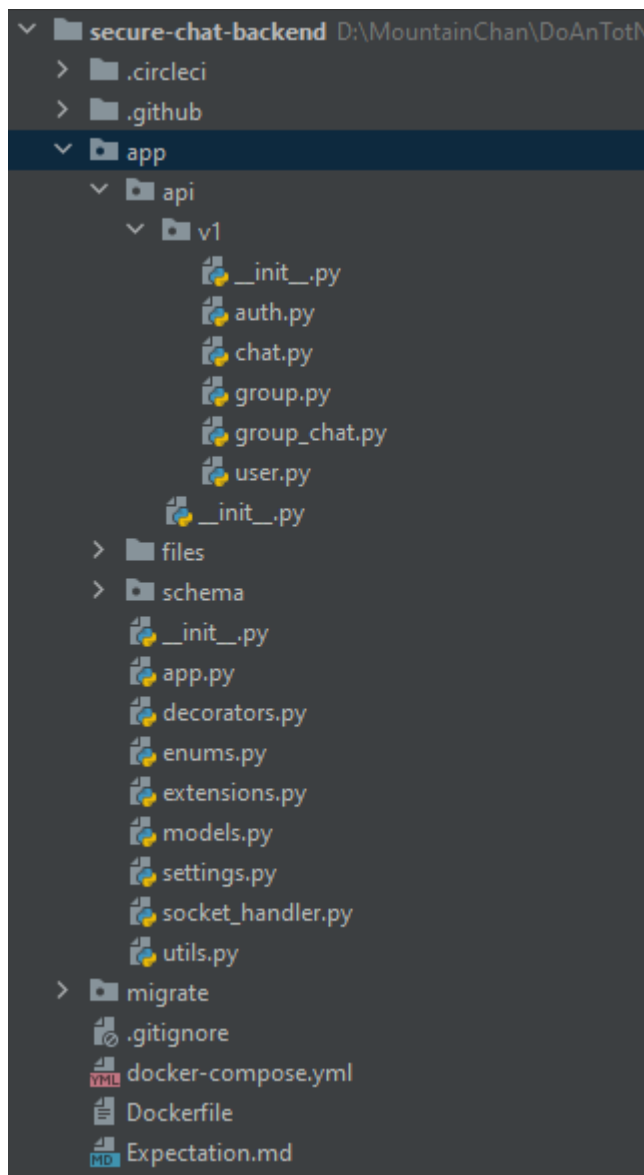 secure-chat-backend D:\MountainChan\DoAnTotN
.circleci
.github
app
api
v1
__init__.py
auth.py
chat.py
group.py
group_chat.py
user.py
__init__.py
files
schema
__init__.py
app.py
decorators.py
enums.py
extensions.py
models.py
settings.py
socket_handler.py
utils.py
migrate
.gitignore
YML docker-compose.yml
Dockerfile
MD Expectation.md